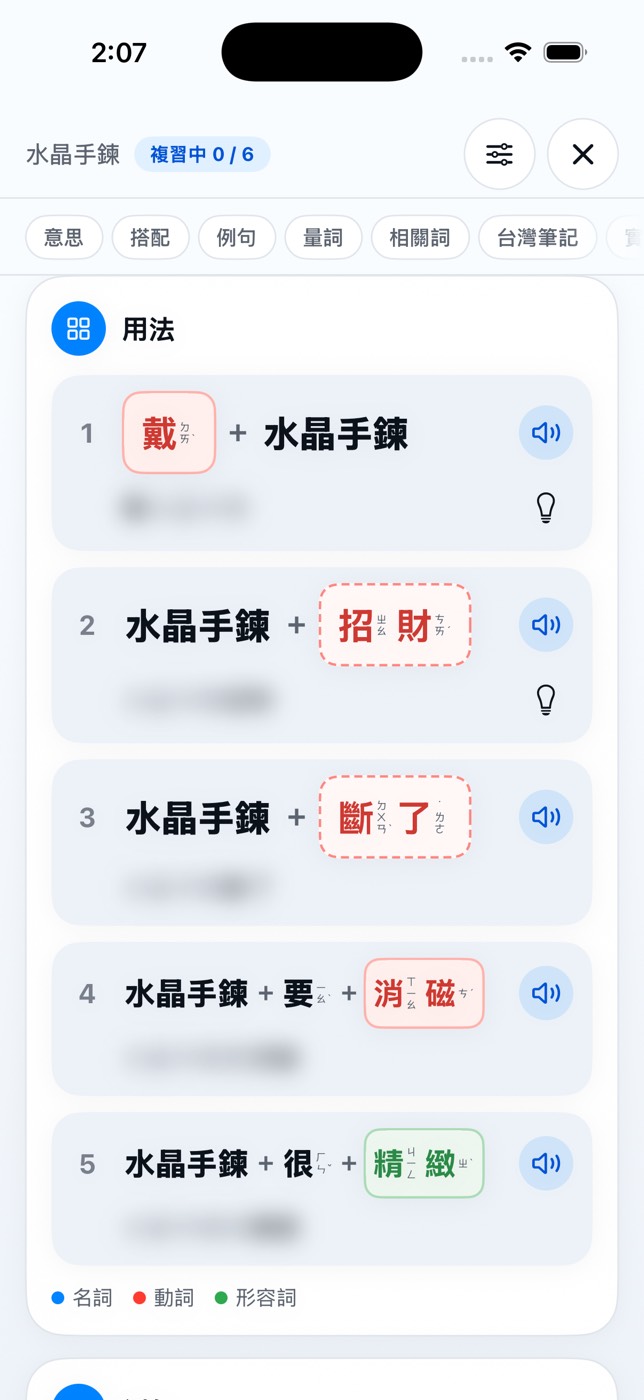 2:07
水晶手鍊 複習中 0 / 6
意思 搭配 例句 量詞 相關詞 台灣筆記
用法
1 戴ㄉㄞˋ + 水晶手鍊
2 水晶手鍊 + 招ㄓㄠ 財ㄘㄞˊ
3 水晶手鍊 + 斷ㄉㄨㄢˋ 了˙ㄌㄜ
4 水晶手鍊 + 要ㄧㄠˋ + 消ㄒㄧㄠ 磁ㄘˊ
5 水晶手鍊 + 很ㄏㄣˇ + 精ㄐㄧㄥ 緻ㄓˋ
名詞 動詞 形容詞